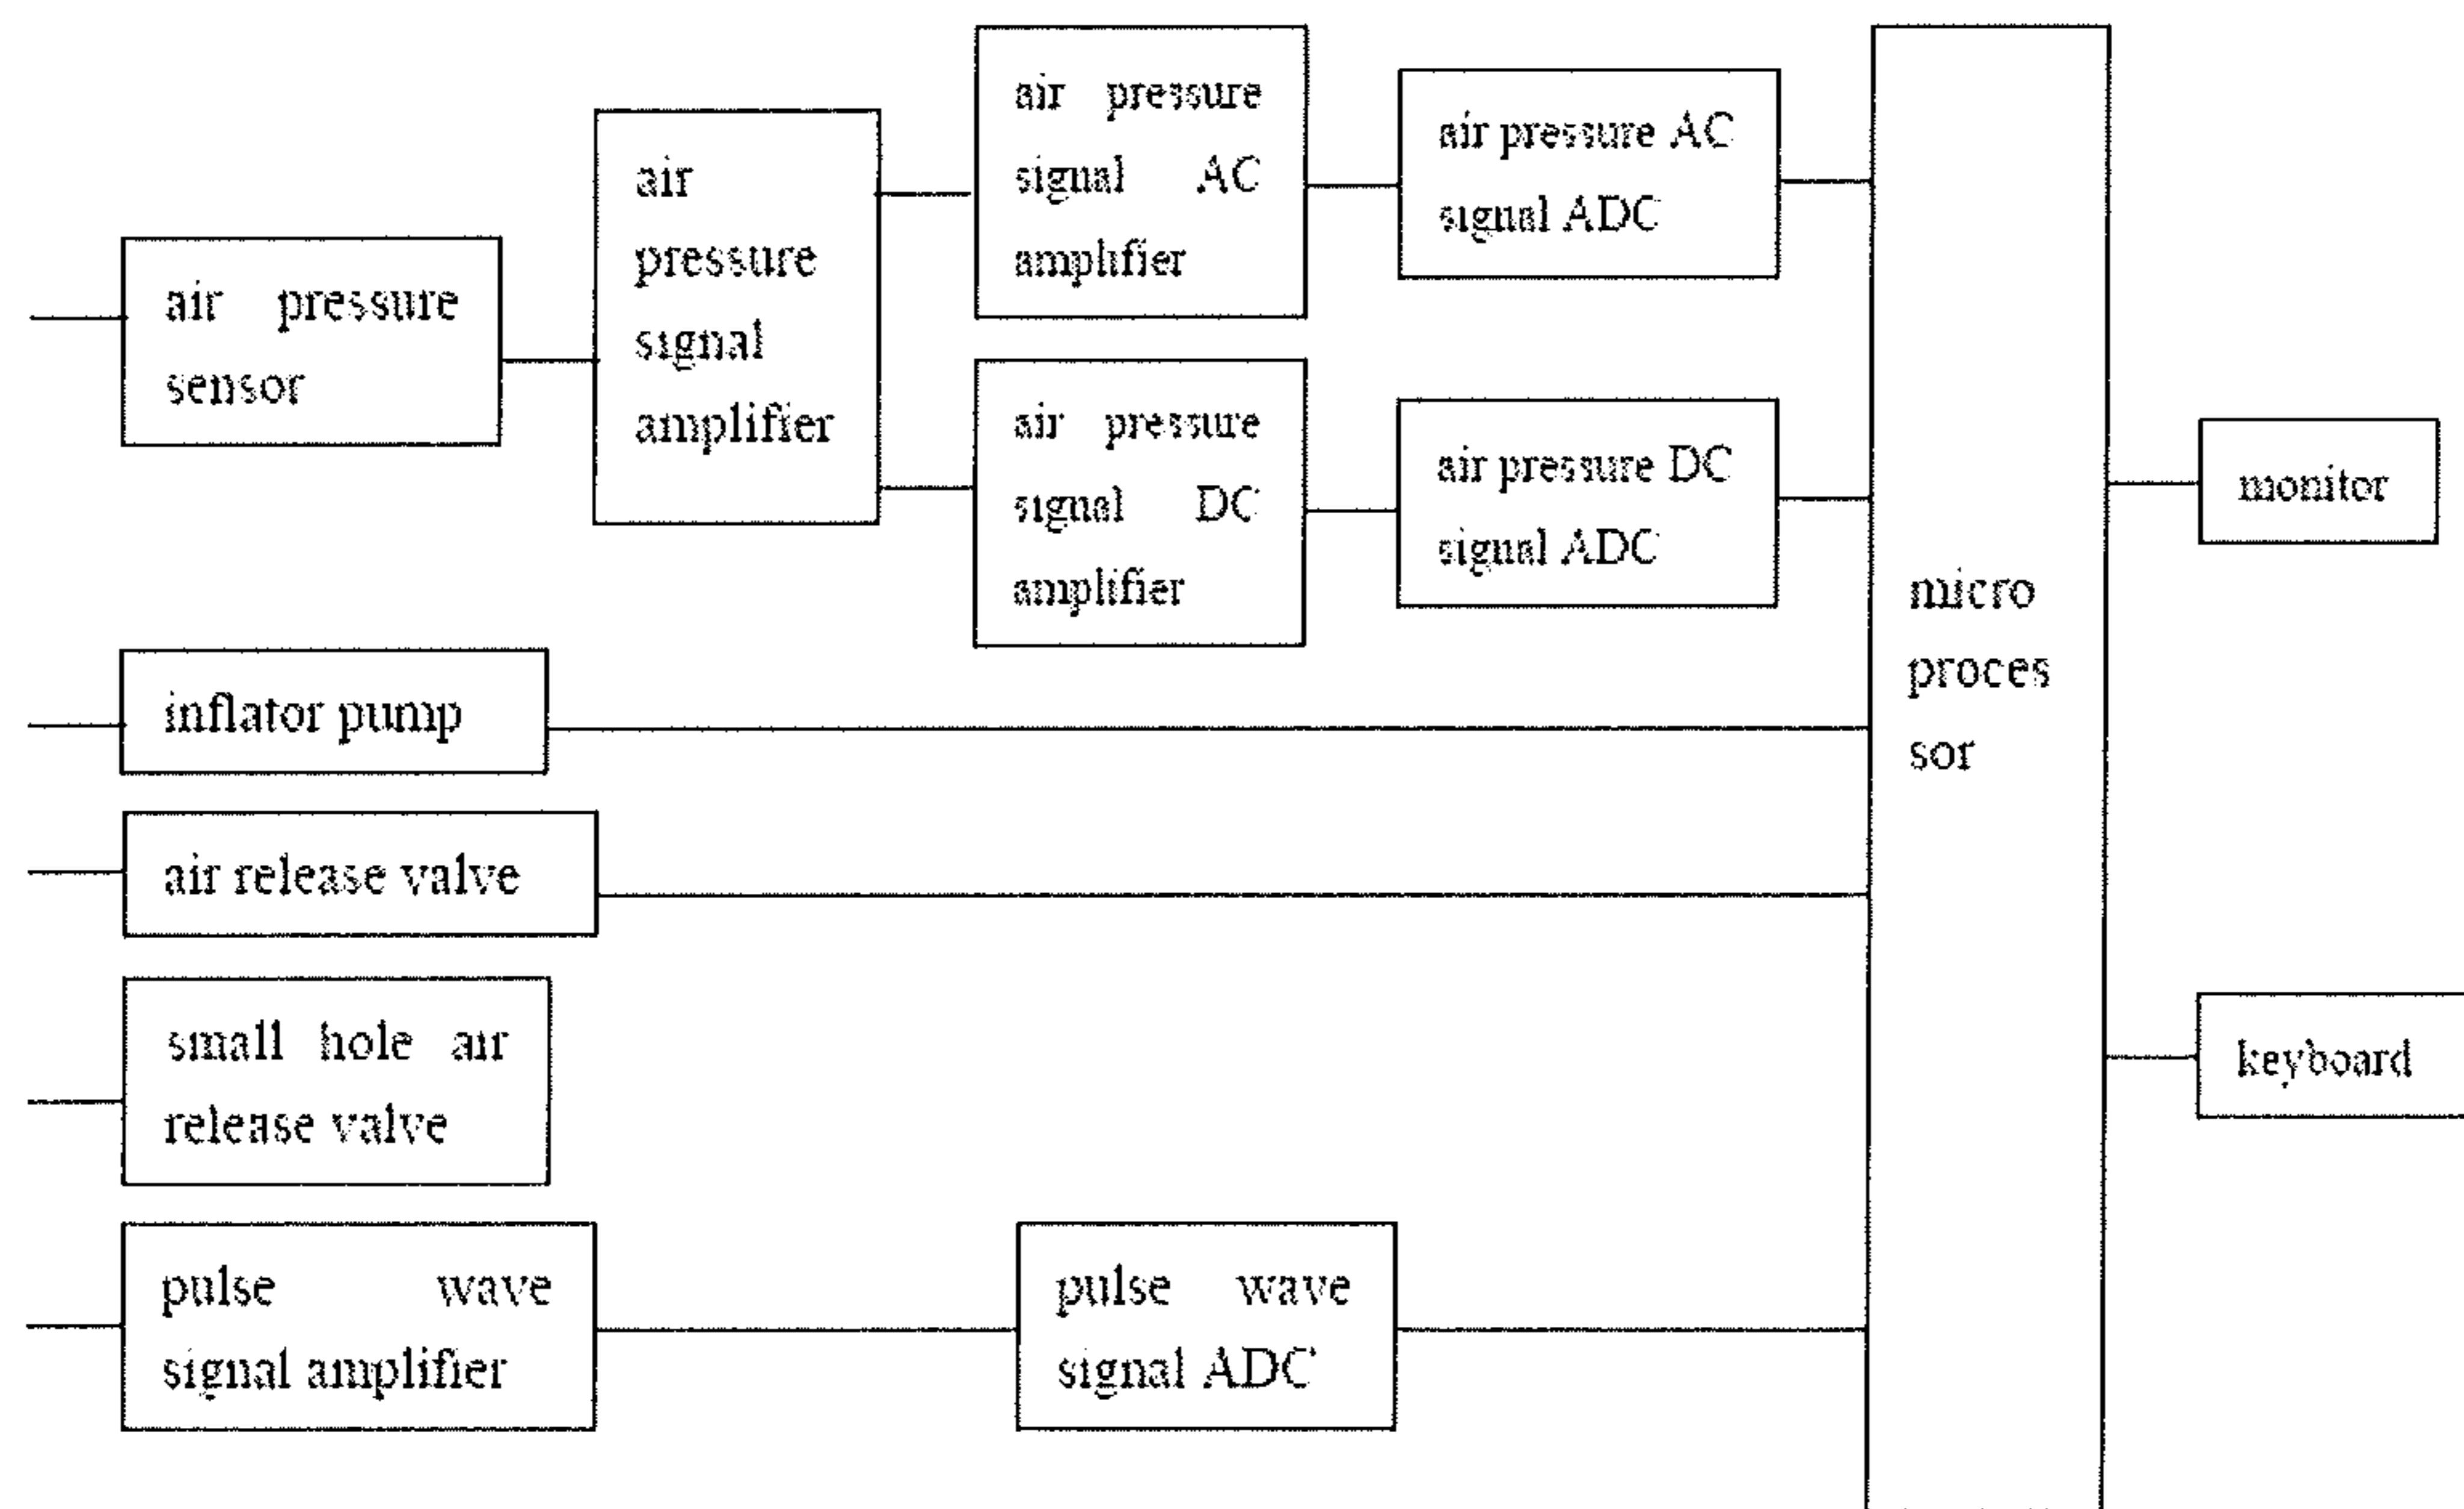 air pressure
sensor
air
pressure
signal
amplifier
air pressure
signal AC
amplifier
air pressure AC
signal ADC
air pressure
signal DC
amplifier
air pressure DC
signal ADC
micro
proces
sor
monitor
keyboard
inflator pump
air release valve
small hole air
release valve
pulse wave
signal amplifier
pulse wave
signal ADC